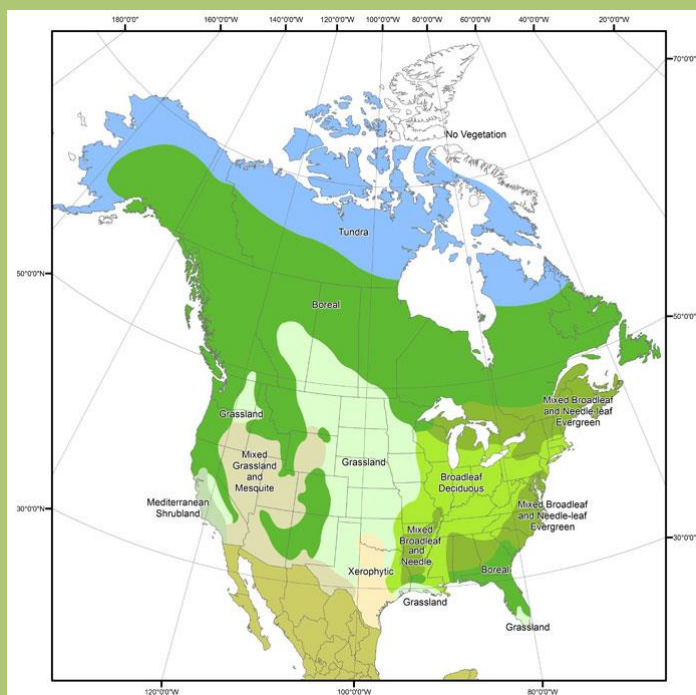 180°0'0"
160°0'0"W
140°0'0"W
120°0'0"W
100°0'0"W
80°0'0"W
60°0'0"W
40°0'0"W
20°0'0"W
70°0'0"N
No Vegetation
Tundra
50°0'0"N
Boreal
50°0'0"N
Mixed Broadleaf
and Needle-leaf
Evergreen
Grassland
Mixed
Grassland
and
Mesquite
Grassland
Broadleaf
Deciduous
Mediterranean
Shrubland
30°0'0"N
Mixed Broadleaf
and Needle-leaf
Evergreen
Mixed
Broadleaf
and
Needle
30°0'0"N
Xerophytic
Boreal
Grassland
Grassland
120°0'0"W
100°0'0"W
80°0'0"W